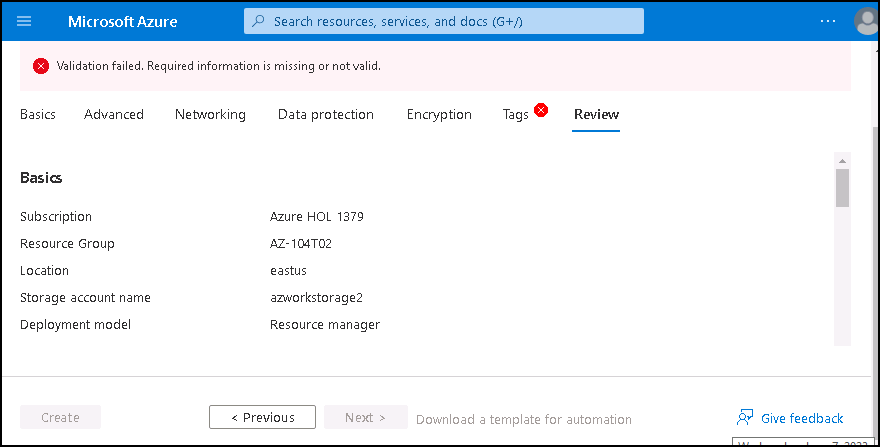 Microsoft Azure
Search resources, services, and docs (G+/)
Validation failed. Required information is missing or not valid.
Basics Advanced Networking Data protection Encryption Tags Review
Basics
Subscription Azure HOL 1379
Resource Group AZ-104T02
Location eastus
Storage account name azworkstorage2
Deployment model Resource manager
Create < Previous Next > Download a template for automation Give feedback